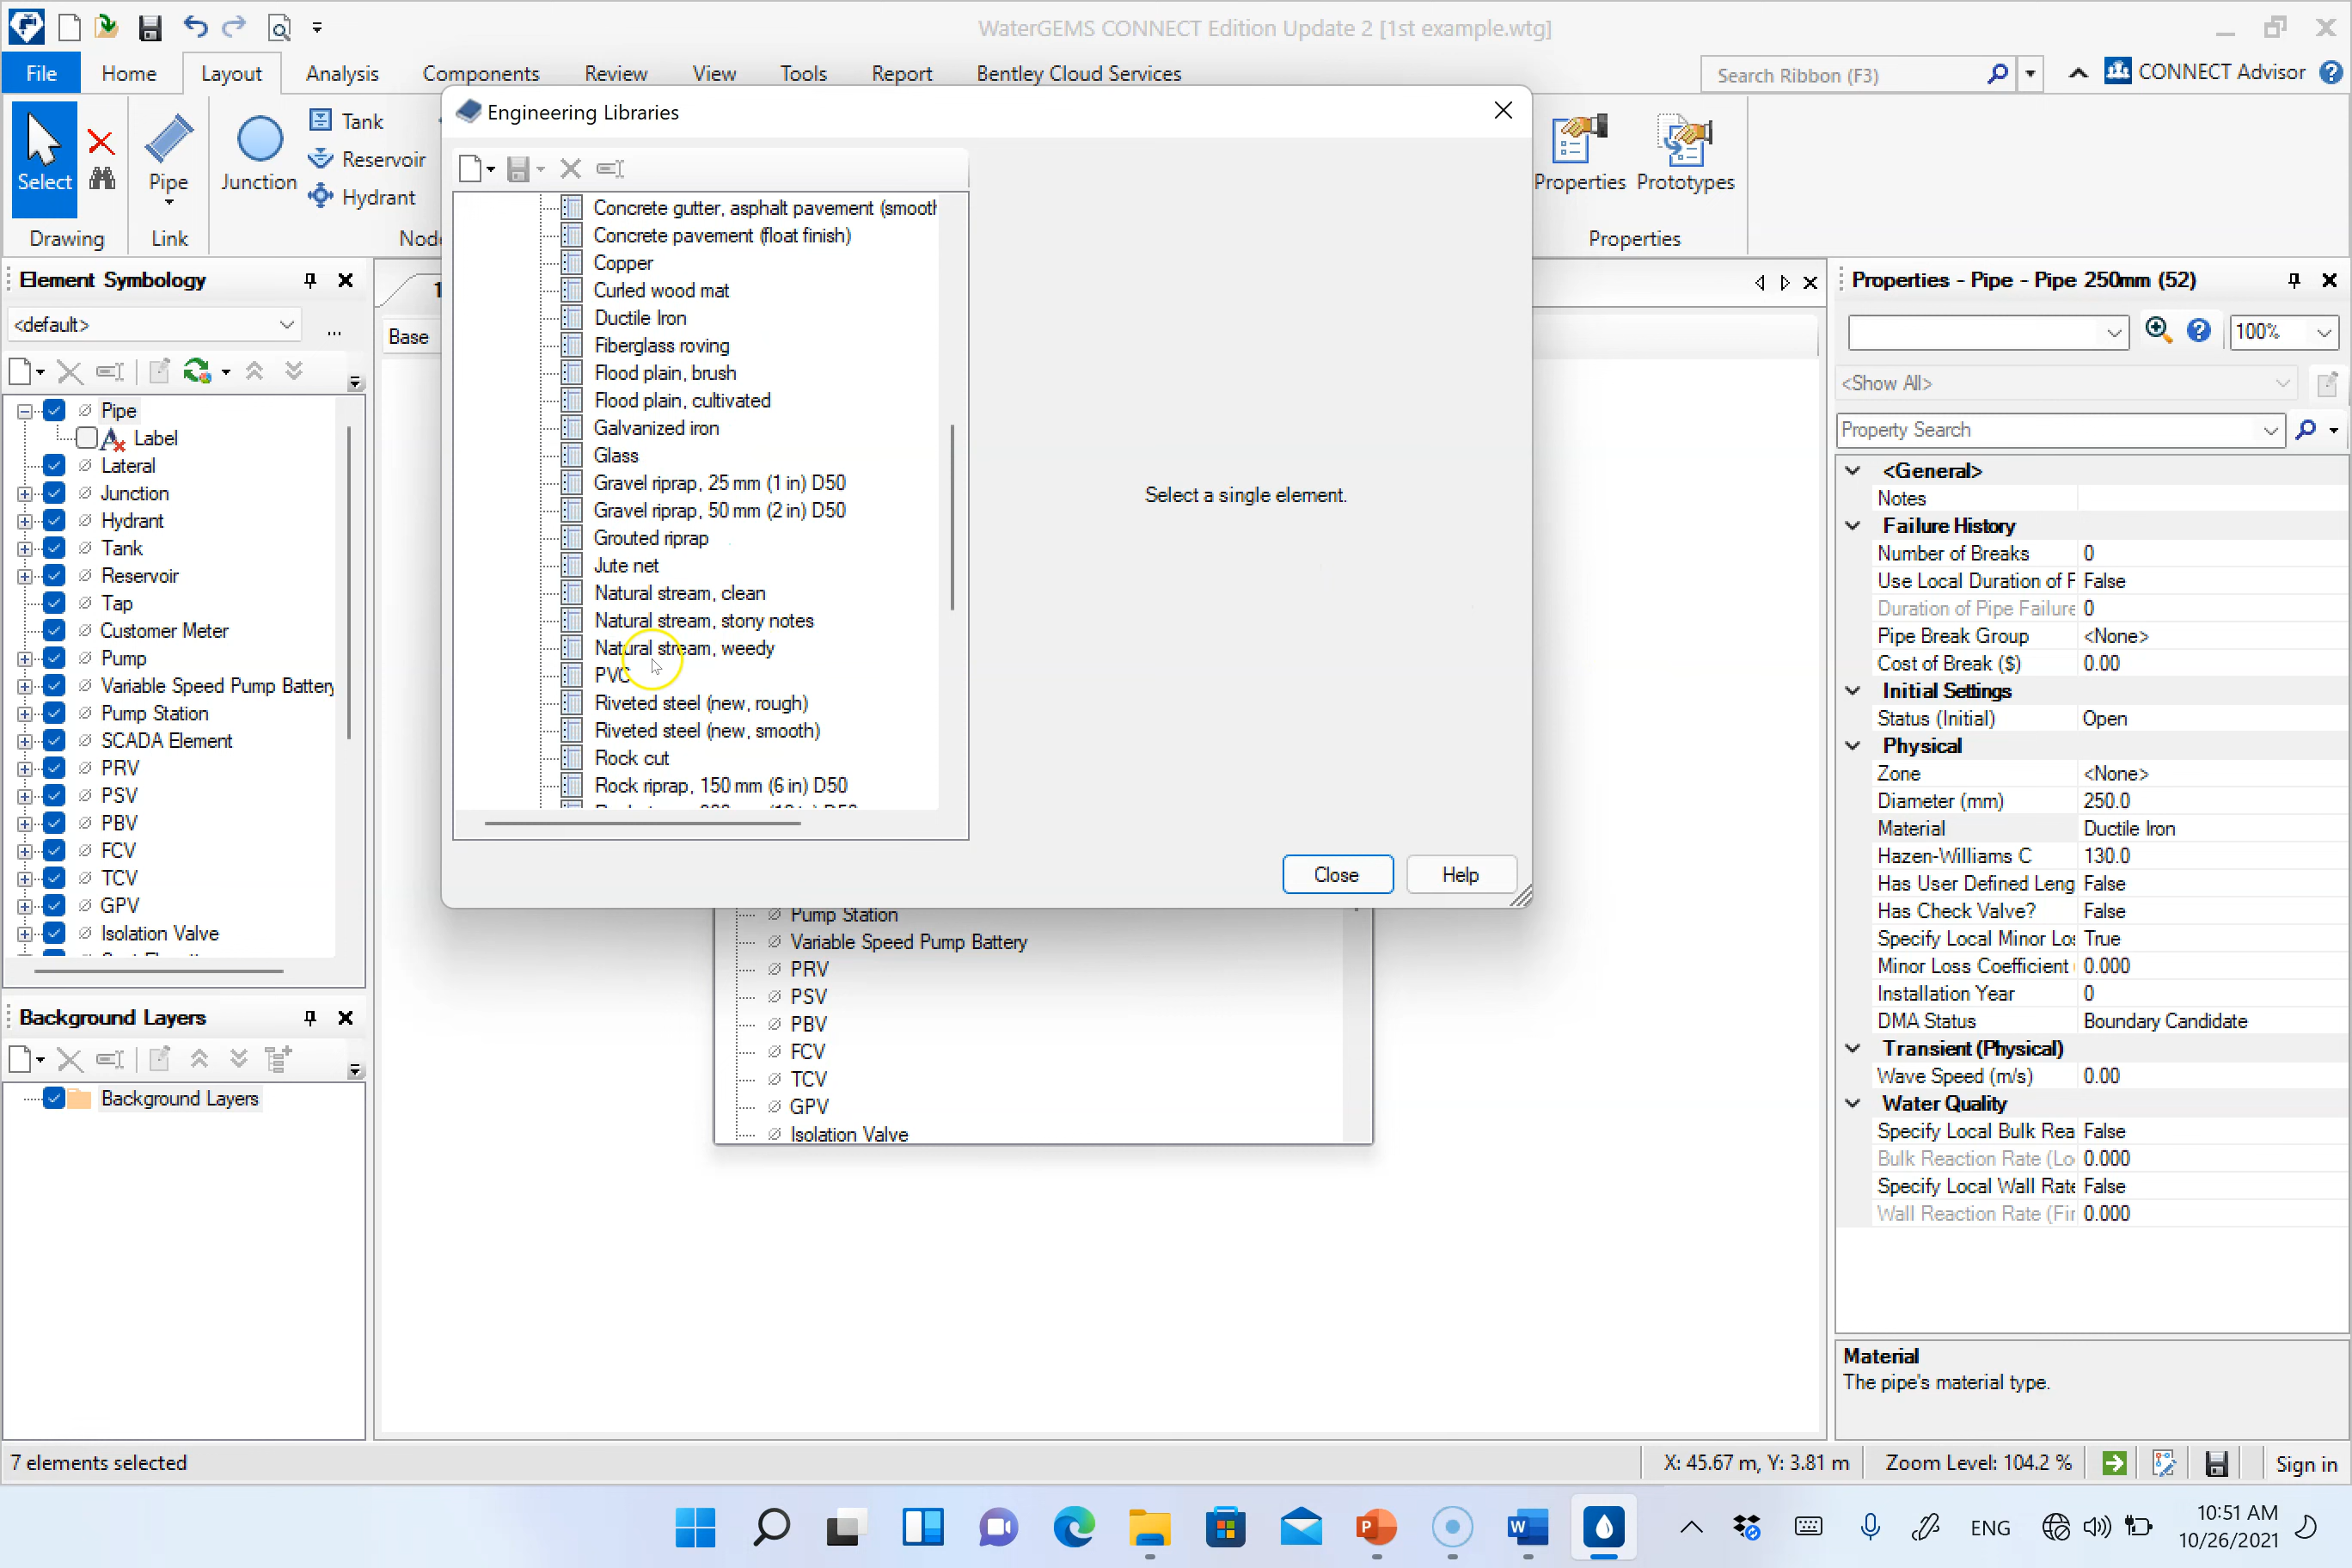 WaterGEMS CONNECT Edition Update 2 [1st example.wtg]
File Home Layout Analysis Components Review View Tools Report Bentley Cloud Services
Search Ribbon (F3)
CONNECT Advisor
Select
Pipe
Junction
Tank
Reservoir
Hydrant
Drawing
Link
Properties
Prototypes
Properties
Engineering Libraries
Concrete gutter, asphalt pavement
Concrete pavement (float finish)
Copper
Curled wood mat
Ductile Iron
Fiberglass roving
Flood plain, brush
Flood plain, cultivated
Galvanized iron
Glass
Gravel riprap, 25 mm (1 in) D50
Gravel riprap, 50 mm (2 in) D50
Grouted riprap
Jute net
Natural stream, clean
Natural stream, stony notes
Natural stream, weedy
PVC
Riveted steel (new, rough)
Riveted steel (new, smooth)
Rock cut
Rock riprap, 150 mm (6 in) D50
Select a single element.
Close
Help
Element Symbology
<default>
...
Pipe
Label
Lateral
Junction
Hydrant
Tank
Reservoir
Tap
Customer Meter
Pump
Variable Speed Pump Battery
Pump Station
SCADA Element
PRV
PSV
PBV
FCV
TCV
GPV
Isolation Valve
Background Layers
Background Layers
Base
Pump Station
Variable Speed Pump Battery
PRV
PSV
PBV
FCV
TCV
GPV
Isolation Valve
Properties - Pipe - Pipe 250mm (52)
100%
<Show All>
Property Search
<General>
Notes
Failure History
Number of Breaks 0
Use Local Duration of F False
Duration of Pipe Failure 0
Pipe Break Group <None>
Cost of Break ($) 0.00
Initial Settings
Status (Initial) Open
Physical
Zone <None>
Diameter (mm) 250.0
Material Ductile Iron
Hazen-Williams C 130.0
Has User Defined Leng False
Has Check Valve? False
Specify Local Minor Los True
Minor Loss Coefficient 0.000
Installation Year 0
DMA Status Boundary Candidate
Transient (Physical)
Wave Speed (m/s) 0.00
Water Quality
Specify Local Bulk Rea False
Bulk Reaction Rate (Lo 0.000
Specify Local Wall Rate False
Wall Reaction Rate (Fir 0.000
Material
The pipe's material type.
7 elements selected
X: 45.67 m, Y: 3.81 m
Zoom Level: 104.2 %
Sign in
ENG
10:51 AM
10/26/2021